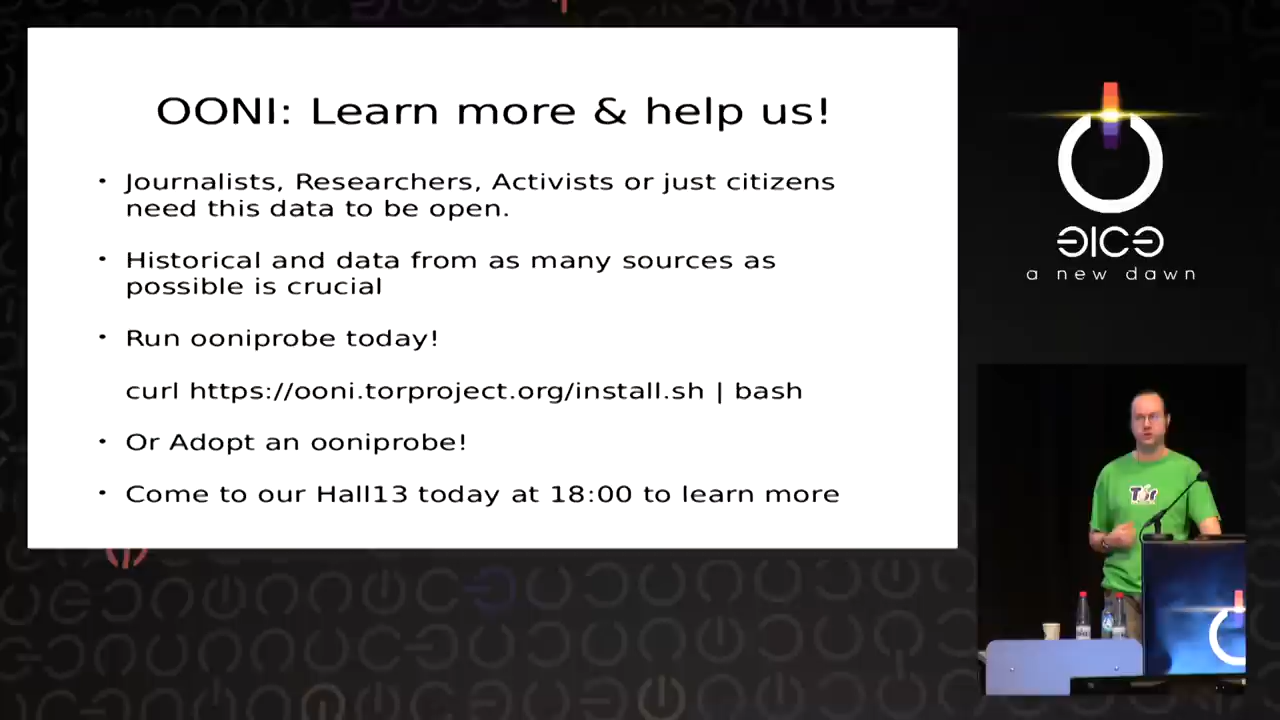 OONI: Learn more & help us!
• Journalists, Researchers, Activists or just citizens
need this data to be open.
• Historical and data from as many sources as
possible is crucial
• Run ooniprobe today!
curl https://ooni.torproject.org/install.sh | bash
• Or Adopt an ooniprobe!
• Come to our Hall13 today at 18:00 to learn more
a new dawn
Tor